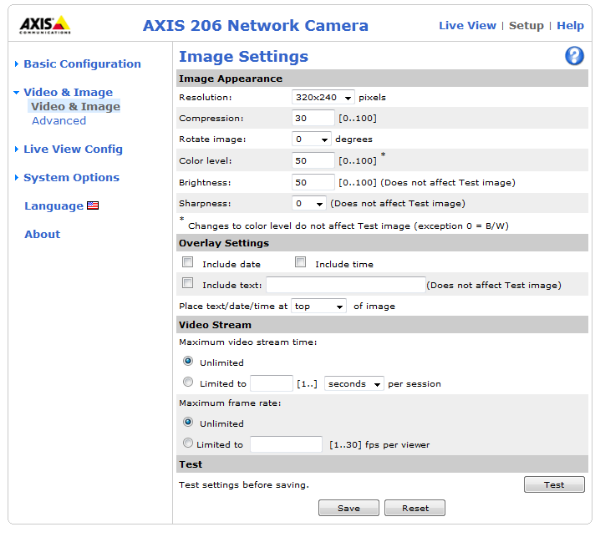 AXIS
COMMUNICATIONS
AXIS 206 Network Camera
Live View | Setup | Help
Basic Configuration
Video & Image
Video & Image
Advanced
Live View Config
System Options
Language
About
Image Settings
?
Image Appearance
Resolution: 320x240 pixels
Compression: 30 [0..100]
Rotate image: 0 degrees
Color level: 50 [0..100] *
Brightness: 50 [0..100] (Does not affect Test image)
Sharpness: 0 (Does not affect Test image)
* Changes to color level do not affect Test image (exception 0 = B/W)
Overlay Settings
Include date Include time
Include text: (Does not affect Test image)
Place text/date/time at top of image
Video Stream
Maximum video stream time:
Unlimited
Limited to [1..] seconds per session
Maximum frame rate:
Unlimited
Limited to [1..30] fps per viewer
Test
Test settings before saving. Test
Save Reset